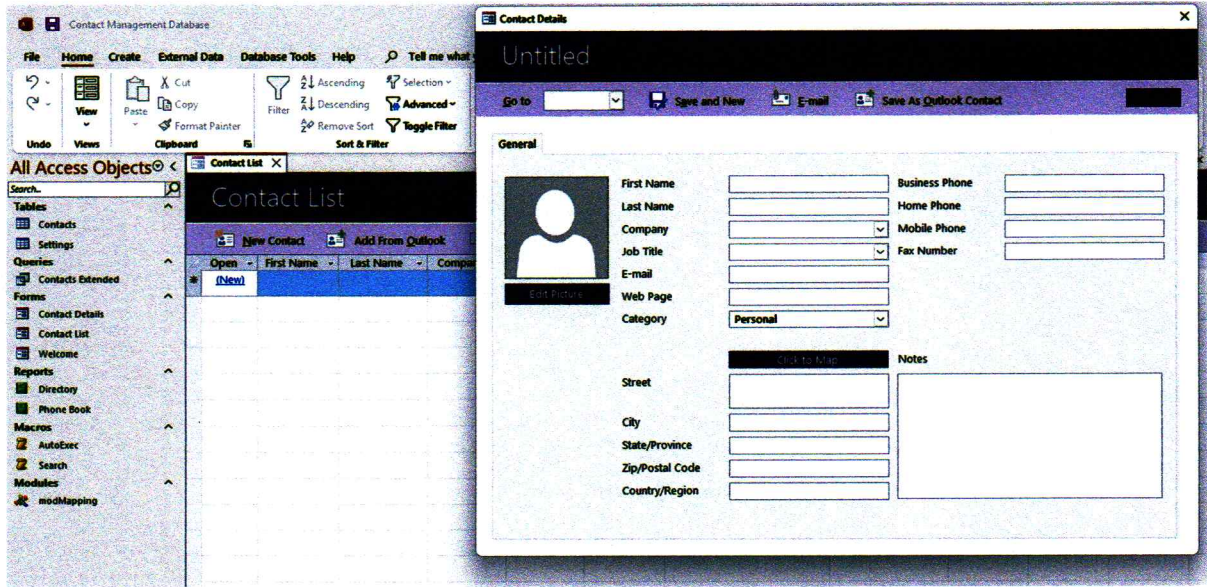 Contact Management Database
File Home Create External Data Database Tools Help Tell me what
Undo
View
Views
Paste
Cut
Copy
Format Painter
Clipboard
Filter
Ascending
Descending
Remove Sort
Selection
Advanced
Toggle Filter
Sort & Filter
All Access Objects
Search..
Tables
Contacts
Settings
Queries
Contacts Extended
Forms
Contact Details
Contact List
Welcome
Reports
Directory
Phone Book
Macros
AutoExec
Search
Modules
modMapping
Contact List
Contact List
New Contact Add From Outlook
Open First Name Last Name Compan
(New)
Contact Details
Untitled
Go to Save and New E-mail Save As Outlook Contact
General
Edit Picture
First Name
Last Name
Company
Job Title
E-mail
Web Page
Category Personal
Business Phone
Home Phone
Mobile Phone
Fax Number
Click to Map
Street
City
State/Province
Zip/Postal Code
Country/Region
Notes